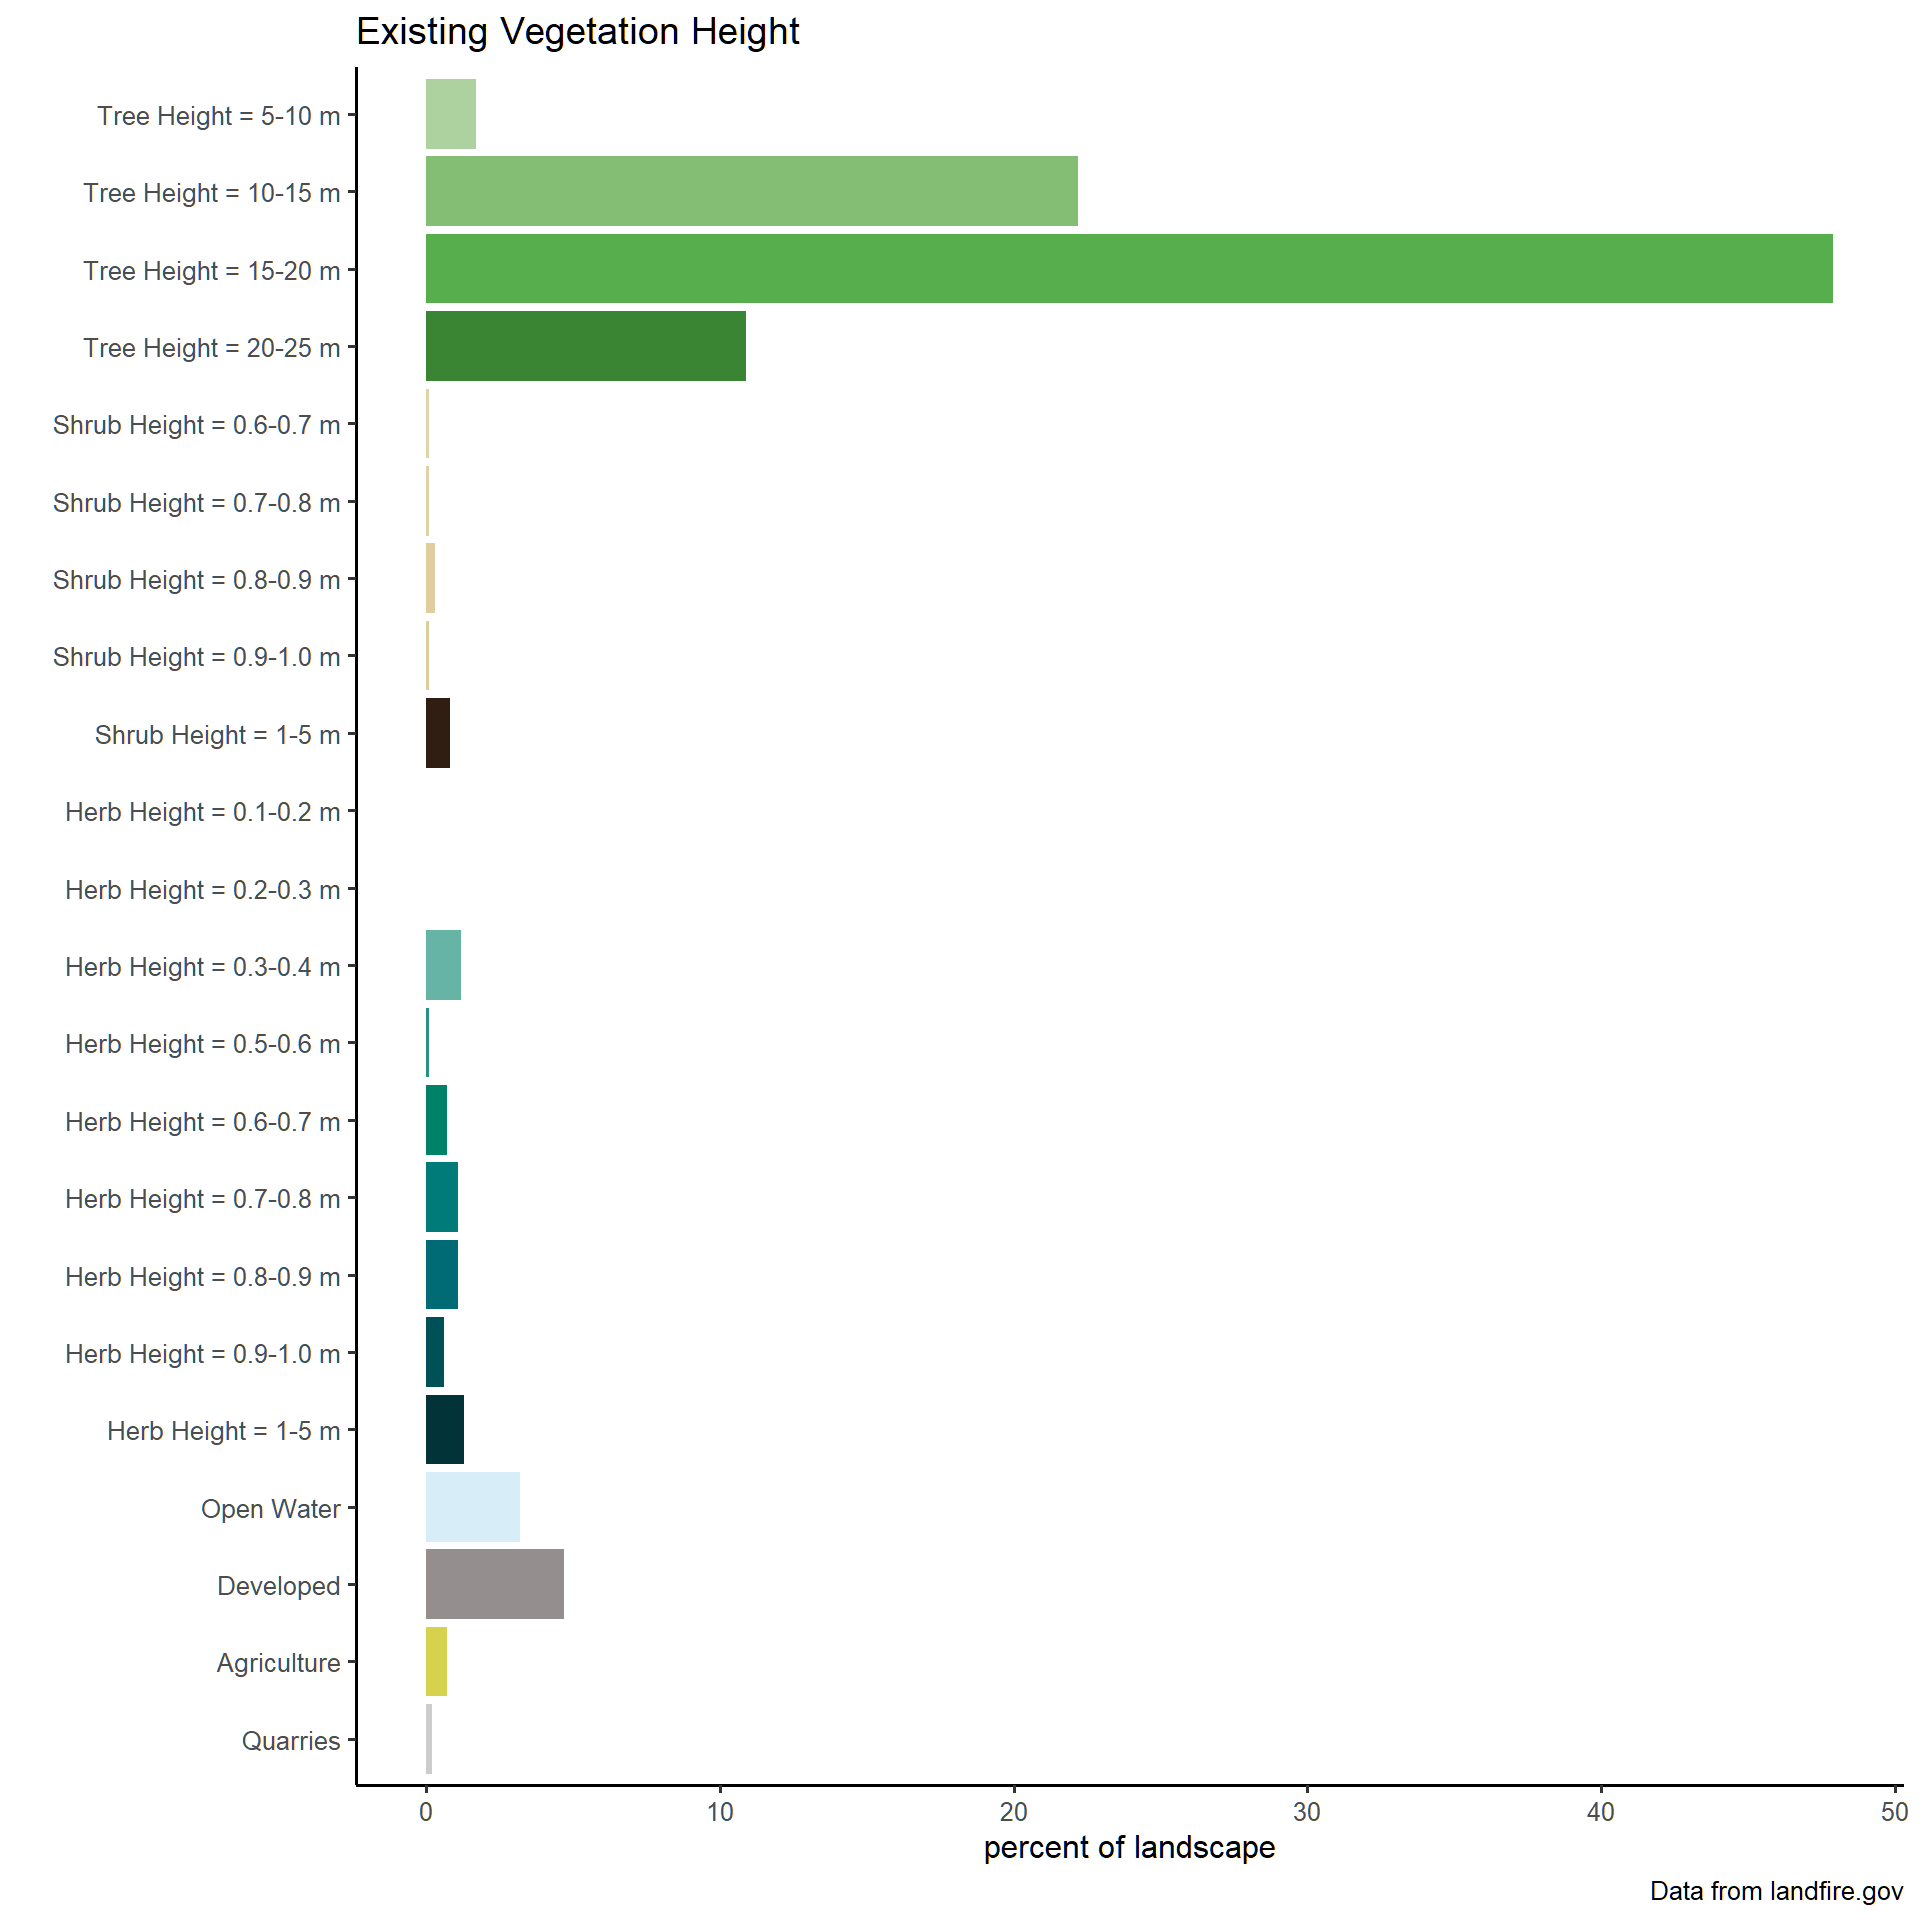 Existing Vegetation Height
Tree Height = 5-10 m
Tree Height = 10-15 m
Tree Height = 15-20 m
Tree Height = 20-25 m
Shrub Height = 0.6-0.7 m
Shrub Height = 0.7-0.8 m
Shrub Height = 0.8-0.9 m
Shrub Height = 0.9-1.0 m
Shrub Height = 1-5 m
Herb Height = 0.1-0.2 m
Herb Height = 0.2-0.3 m
Herb Height = 0.3-0.4 m
Herb Height = 0.5-0.6 m
Herb Height = 0.6-0.7 m
Herb Height = 0.7-0.8 m
Herb Height = 0.8-0.9 m
Herb Height = 0.9-1.0 m
Herb Height = 1-5 m
Open Water
Developed
Agriculture
Quarries
0 10 20 30 40 50
percent of landscape
Data from landfire.gov